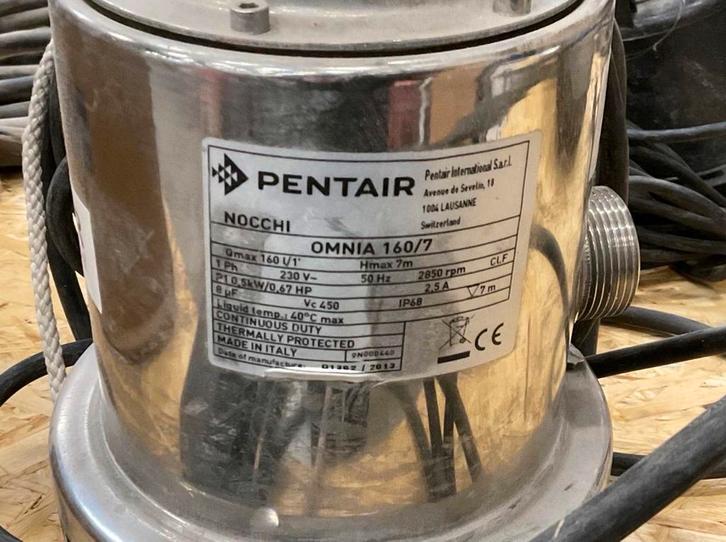 PENTAIR
Pentair International S.a.r.l.
Avenue de Sevelin, 18
1004 LAUSANNE
Switzerland
NOCCHI
OMNIA 160/7
Qmax 160 l/1' Hmax 7m CLF
1 Ph 230 V~ 50 Hz 2850 rpm
P1 0,5kW/0,67 HP 2,5 A ▽7m
8 µF Vc 450 IP68
Liquid temp.: 40°C max
CONTINUOUS DUTY
THERMALLY PROTECTED
MADE IN ITALY 9N000440
Date of manufacture: / 2013
CE